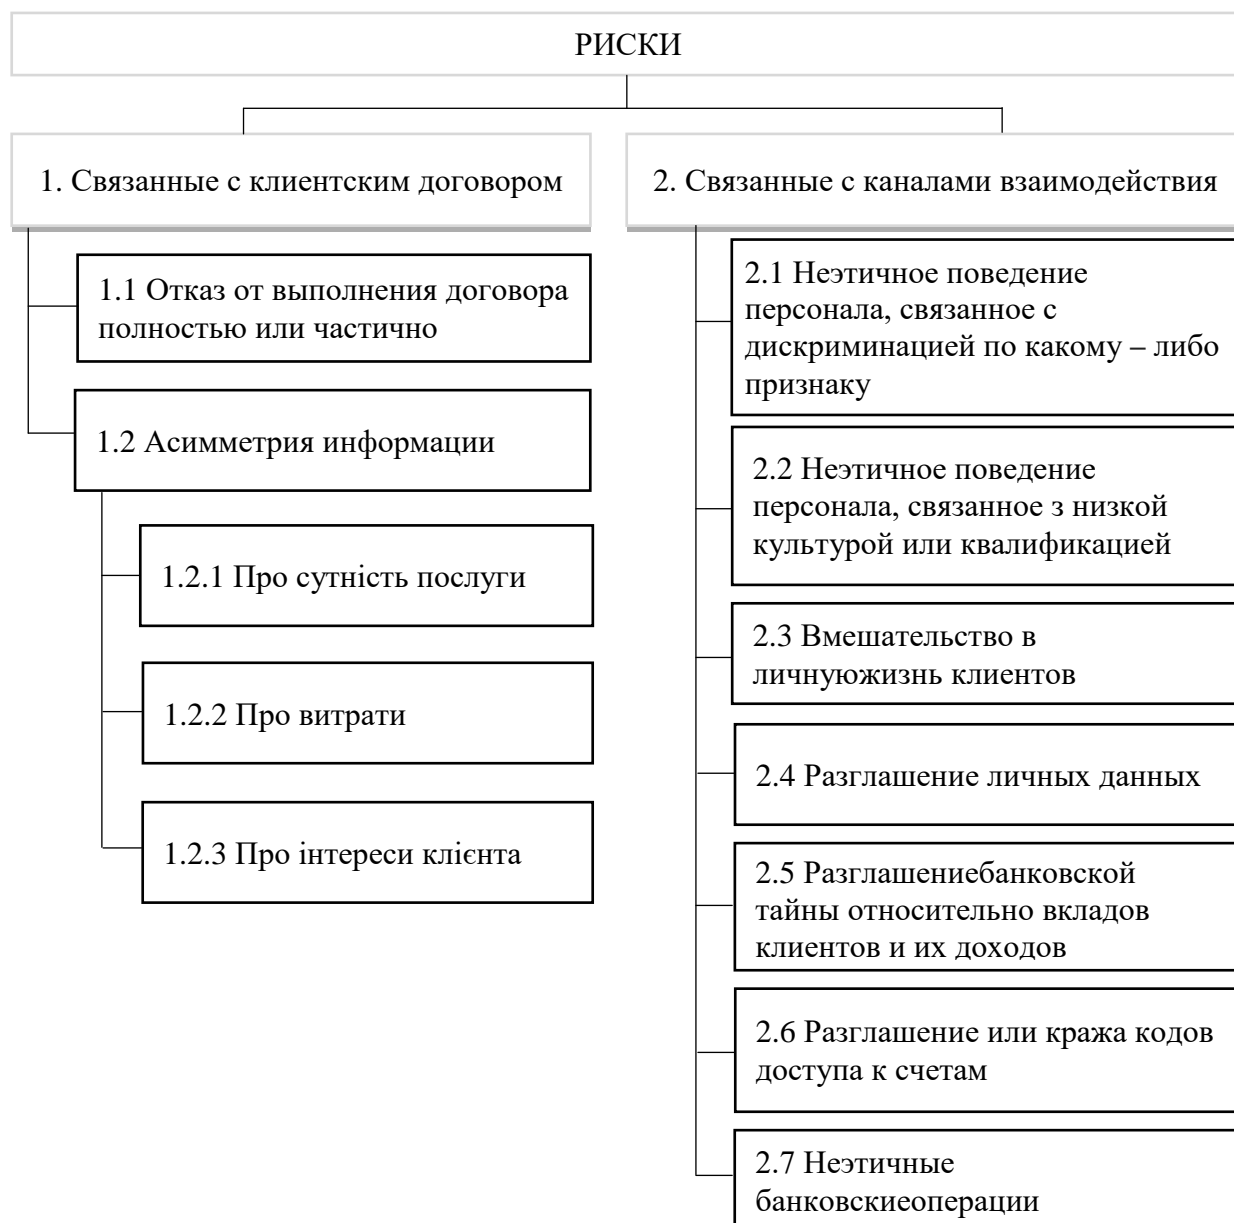 РИСКИ
1. Связанные с клиентским договором
1.1 Отказ от выполнения договора
полностью или частично
1.2 Асимметрия информации
1.2.1 Про сутність послуги
1.2.2 Про витрати
1.2.3 Про інтереси клієнта
2. Связанные с каналами взаимодействия
2.1 Неэтичное поведение
персонала, связанное с
дискриминацией по какому – либо
признаку
2.2 Неэтичное поведение
персонала, связанное з низкой
культурой или квалификацией
2.3 Вмешательство в
личнуюжизнь клиентов
2.4 Разглашение личных данных
2.5 Разглашениебанковской
тайны относительно вкладов
клиентов и их доходов
2.6 Разглашение или кража кодов
доступа к счетам
2.7 Неэтичные
банковскиеоперации